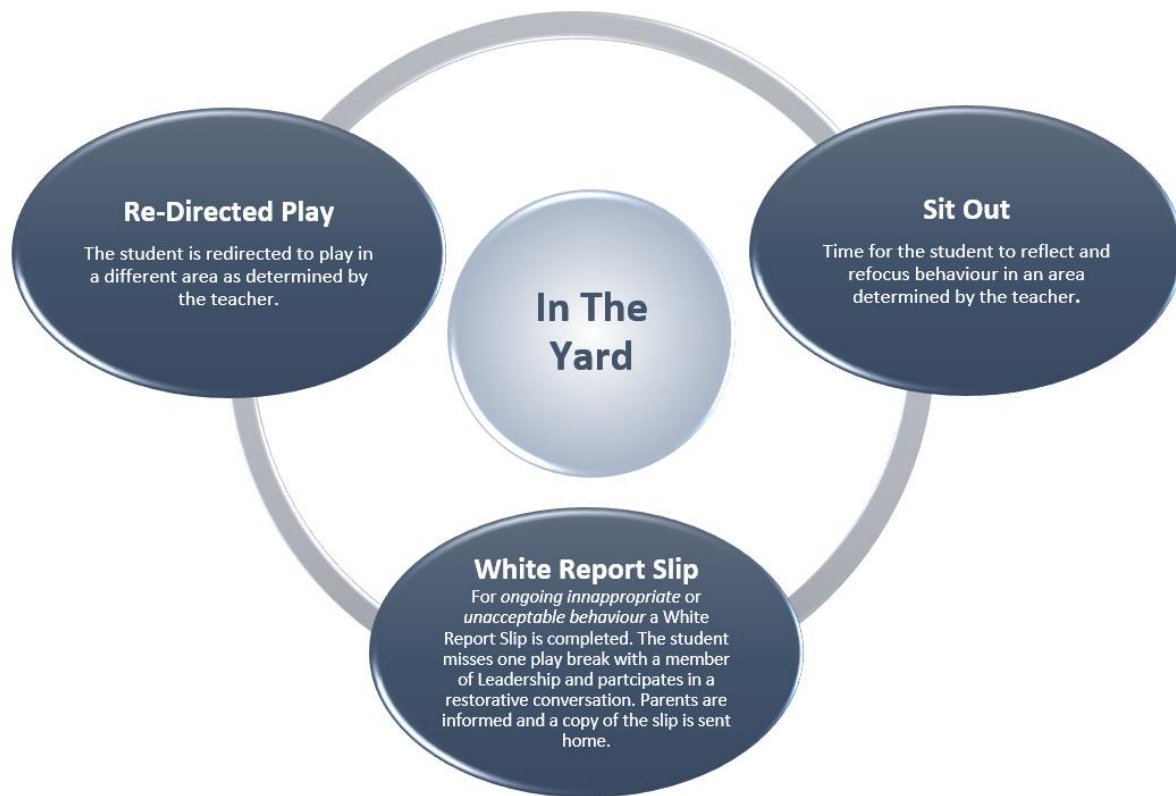 Re-Directed Play
The student is redirected to play in
a different area as determined by
the teacher.
Sit Out
Time for the student to reflect and
refocus behaviour in an area
determined by the teacher.
In The
Yard
White Report Slip
For ongoing innappropriate or
unacceptable behaviour a White
Report Slip is completed. The student
misses one play break with a member
of Leadership and partcipates in a
restorative conversation. Parents are
informed and a copy of the slip is sent
home.